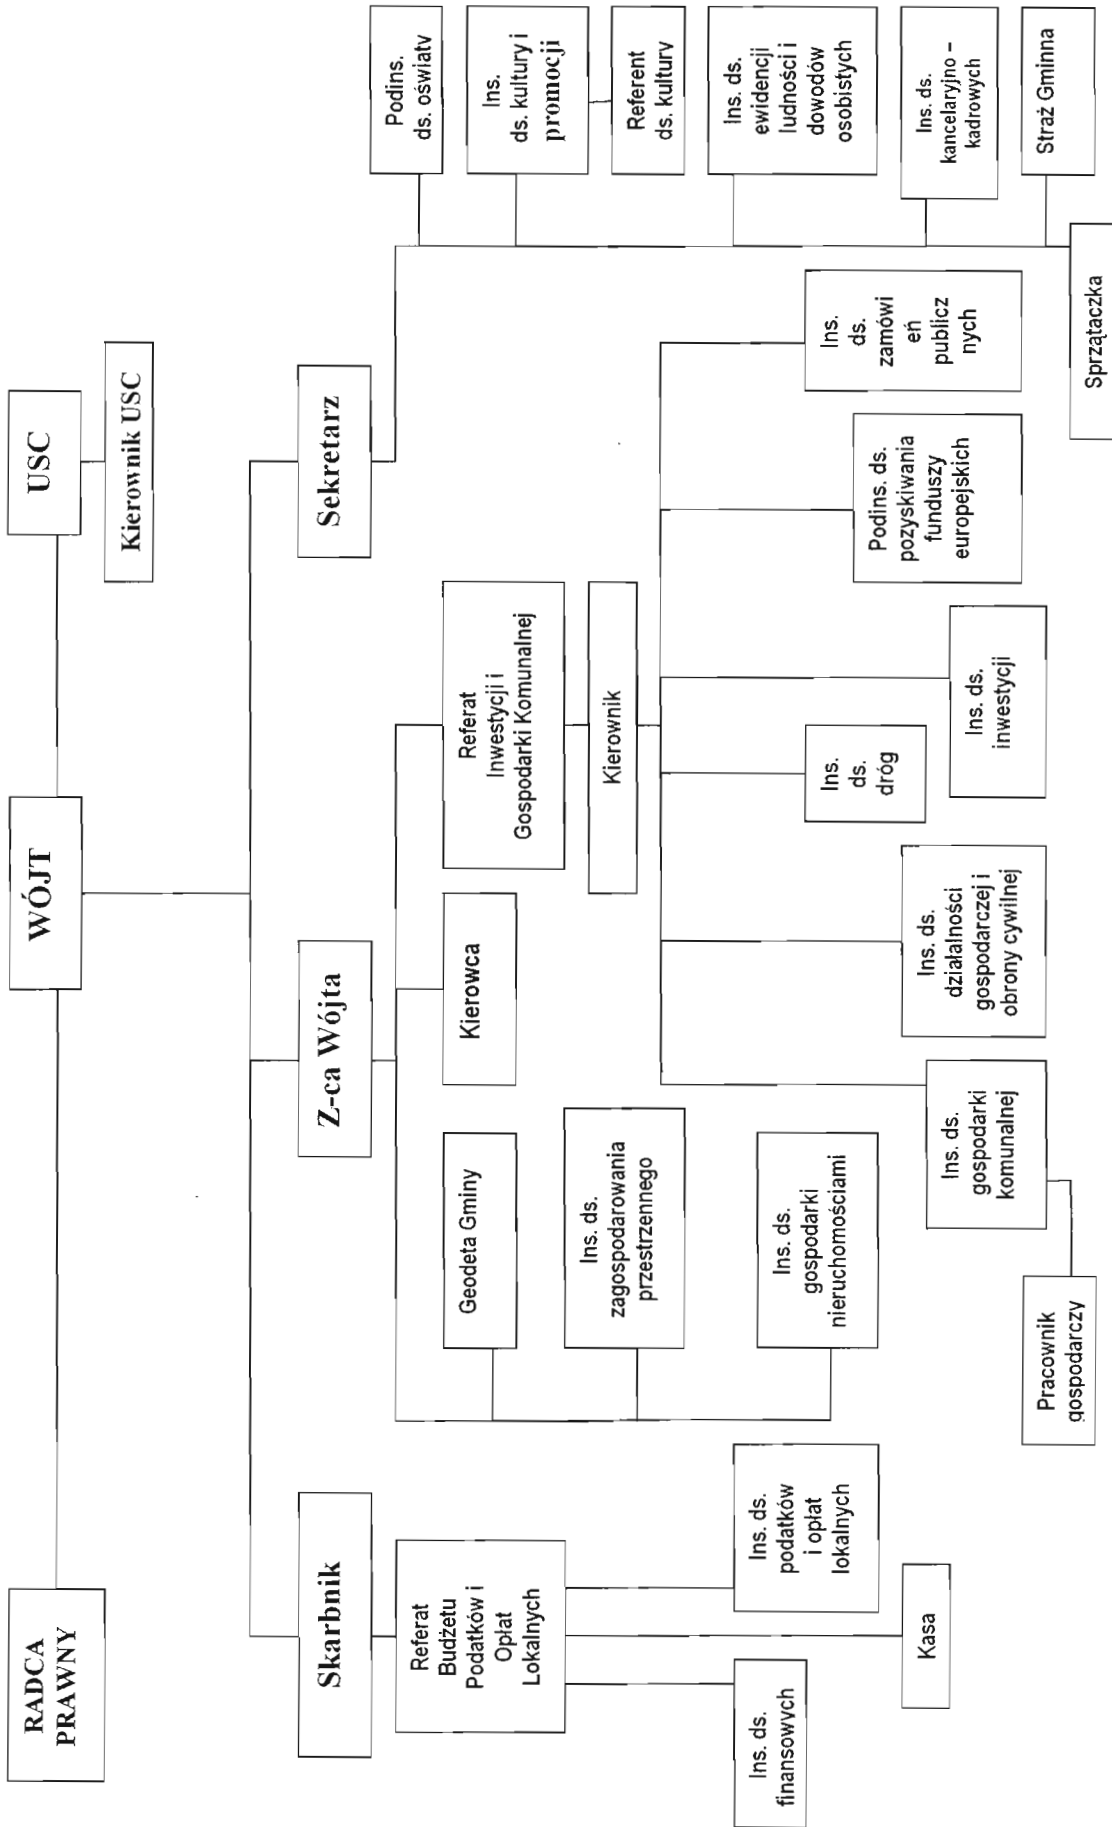 RADCA
PRAWNY
WÓJT
USC
Kierownik USC
Skarbnik
Z-ca Wójta
Sekretarz
Referat
Budżetu
Podatków i
Opłat
Lokalnych
Ins. ds.
finansowych
Kasa
Ins. ds.
podatków
i opłat
lokalnych
Geodeta Gminy
Ins. ds.
zagospodarowania
przestrzennego
Ins. ds.
gospodarki
nieruchomościami
Kierowca
Referat
Inwestycji i
Gospodarki Komunalnej
Kierownik
Ins. ds.
gospodarki
komunalnej
Pracownik
gospodarczy
Ins. ds.
działalności
gospodarczej i
obrony cywilnej
Ins.
ds.
dróg
Ins. ds.
inwestycji
Podins. ds.
pozyskiwania
funduszy
europejskich
Ins.
ds.
zamówi
eń
publicz
nych
Podins.
ds. oświaty
Ins.
ds. kultury i
promocji
Referent
ds. kultury
Ins. ds.
ewidencji
ludności i
dowodów
osobistych
Ins. ds.
kancelaryjno –
kadrowych
Straż Gminna
Sprzątaczka